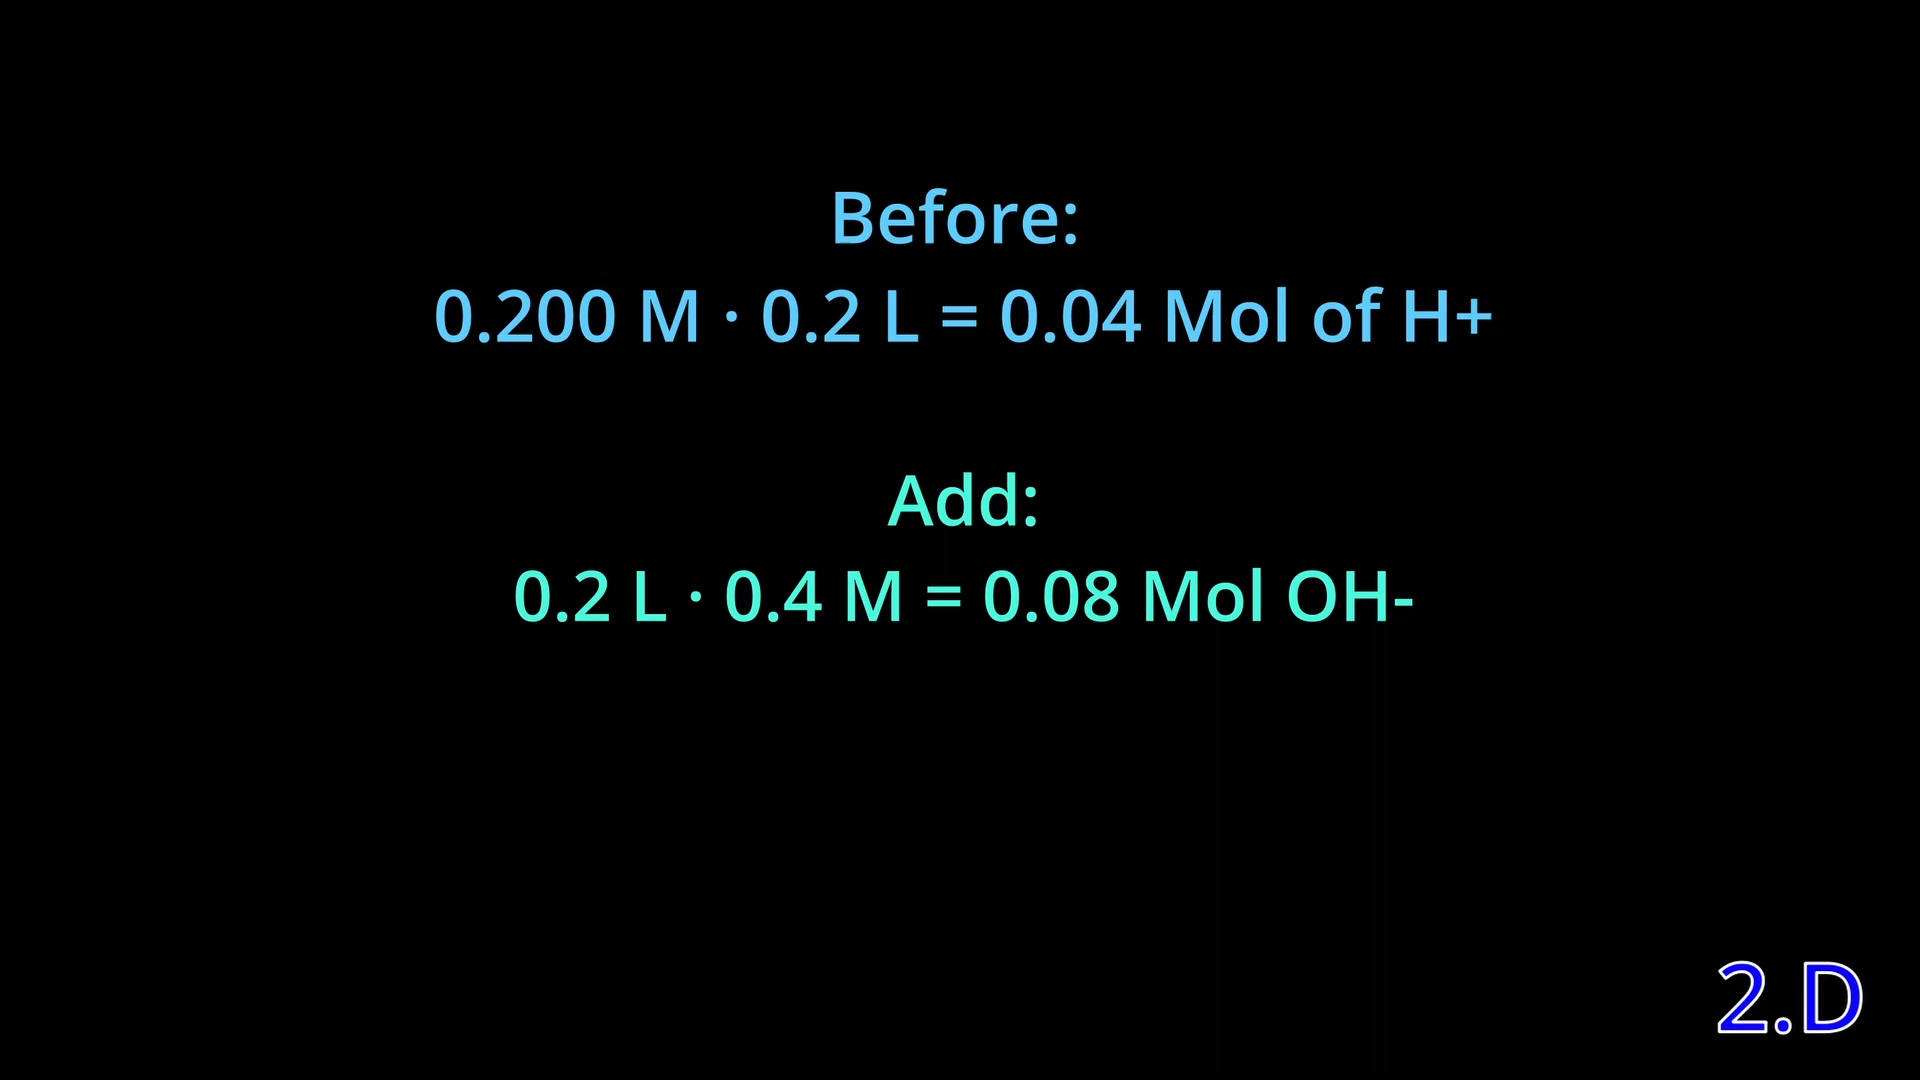 Before:
0.200 M · 0.2 L = 0.04 Mol of H+
Add:
0.2 L · 0.4 M = 0.08 Mol OH-
2.D